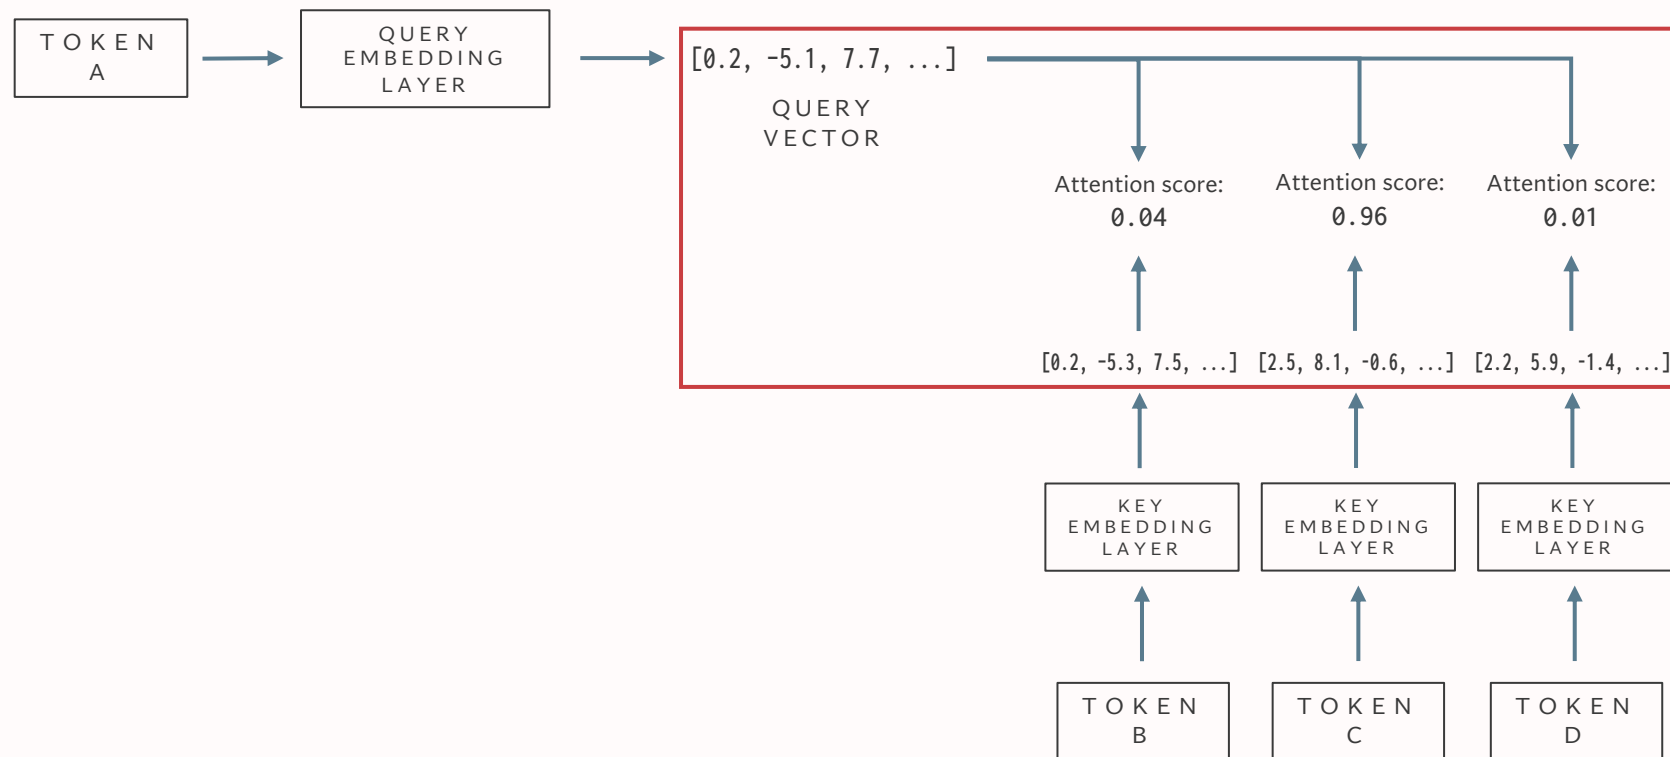 TOKEN
A
QUERY
EMBEDDING
LAYER
[0.2, -5.1, 7.7, ...]
QUERY
VECTOR
Attention score:
0.04
Attention score:
0.96
Attention score:
0.01
[0.2, -5.3, 7.5, ...]
[2.5, 8.1, -0.6, ...]
[2.2, 5.9, -1.4, ...]
KEY
EMBEDDING
LAYER
KEY
EMBEDDING
LAYER
KEY
EMBEDDING
LAYER
TOKEN
B
TOKEN
C
TOKEN
D